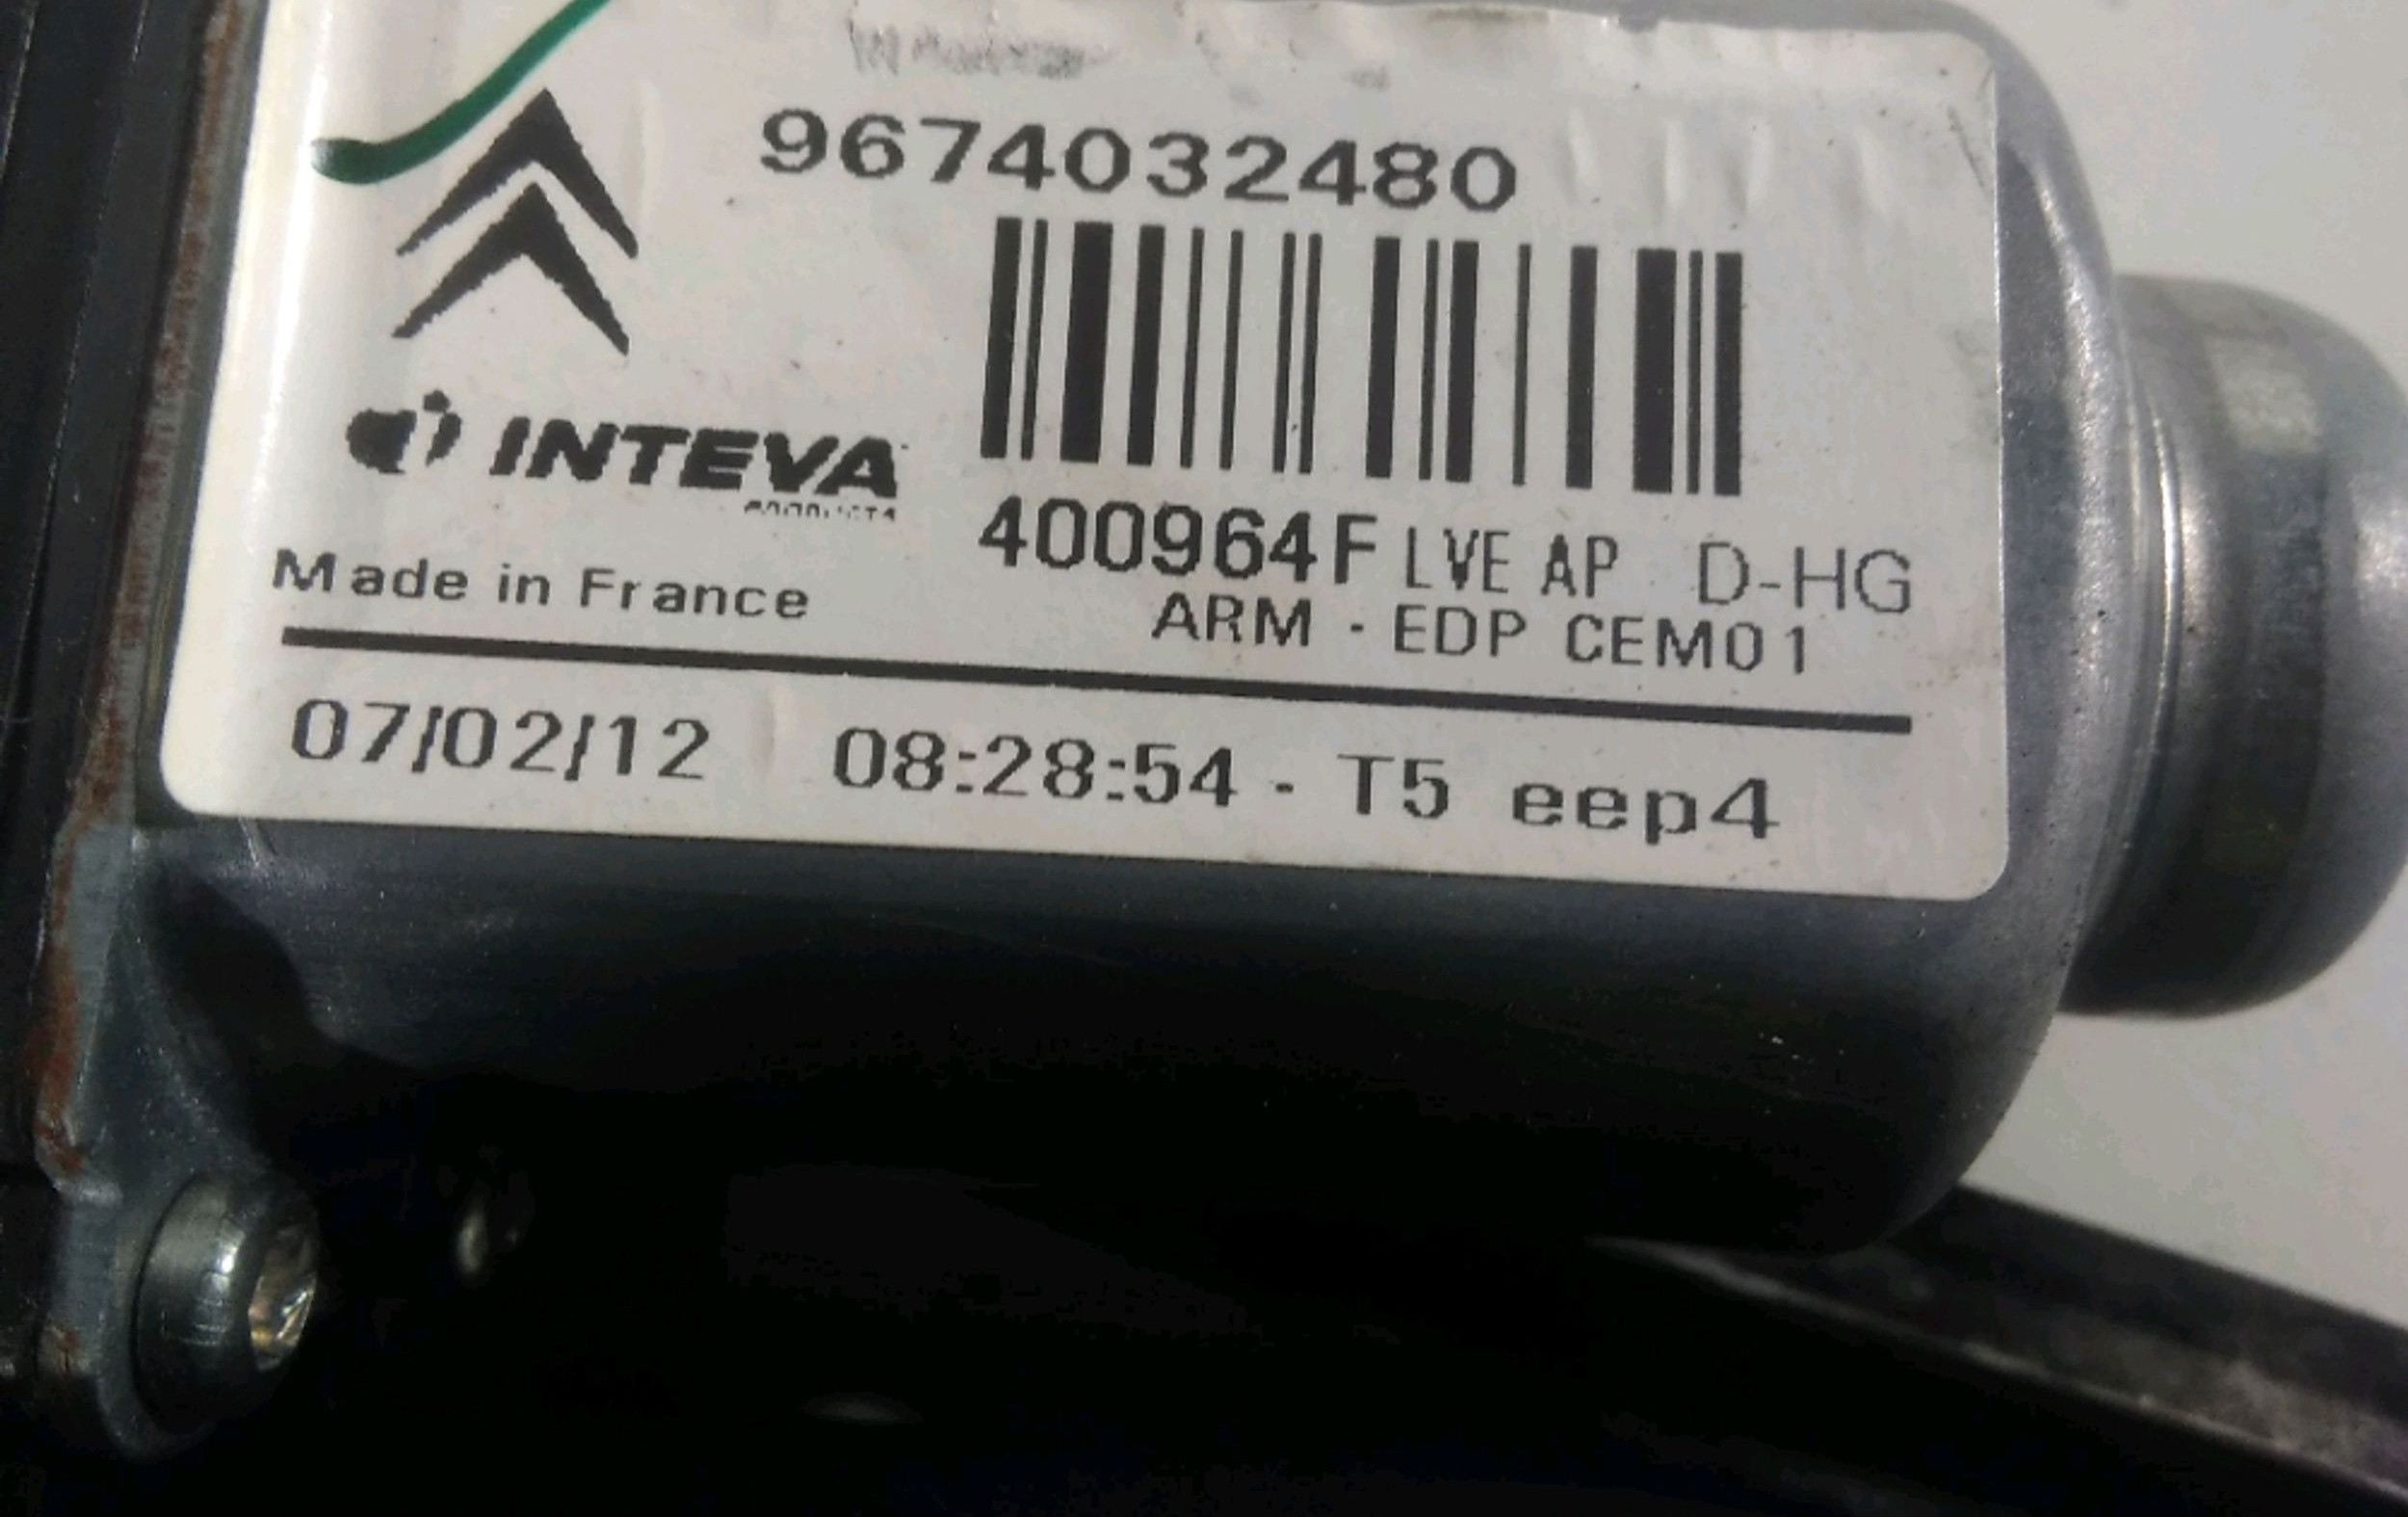 9674032480
INTEVA
PRODUCTS
400964F LVE AP D-HG
Made in France
ARM - EDP CEM01
07/02/12 08:28:54 - T5 eep4